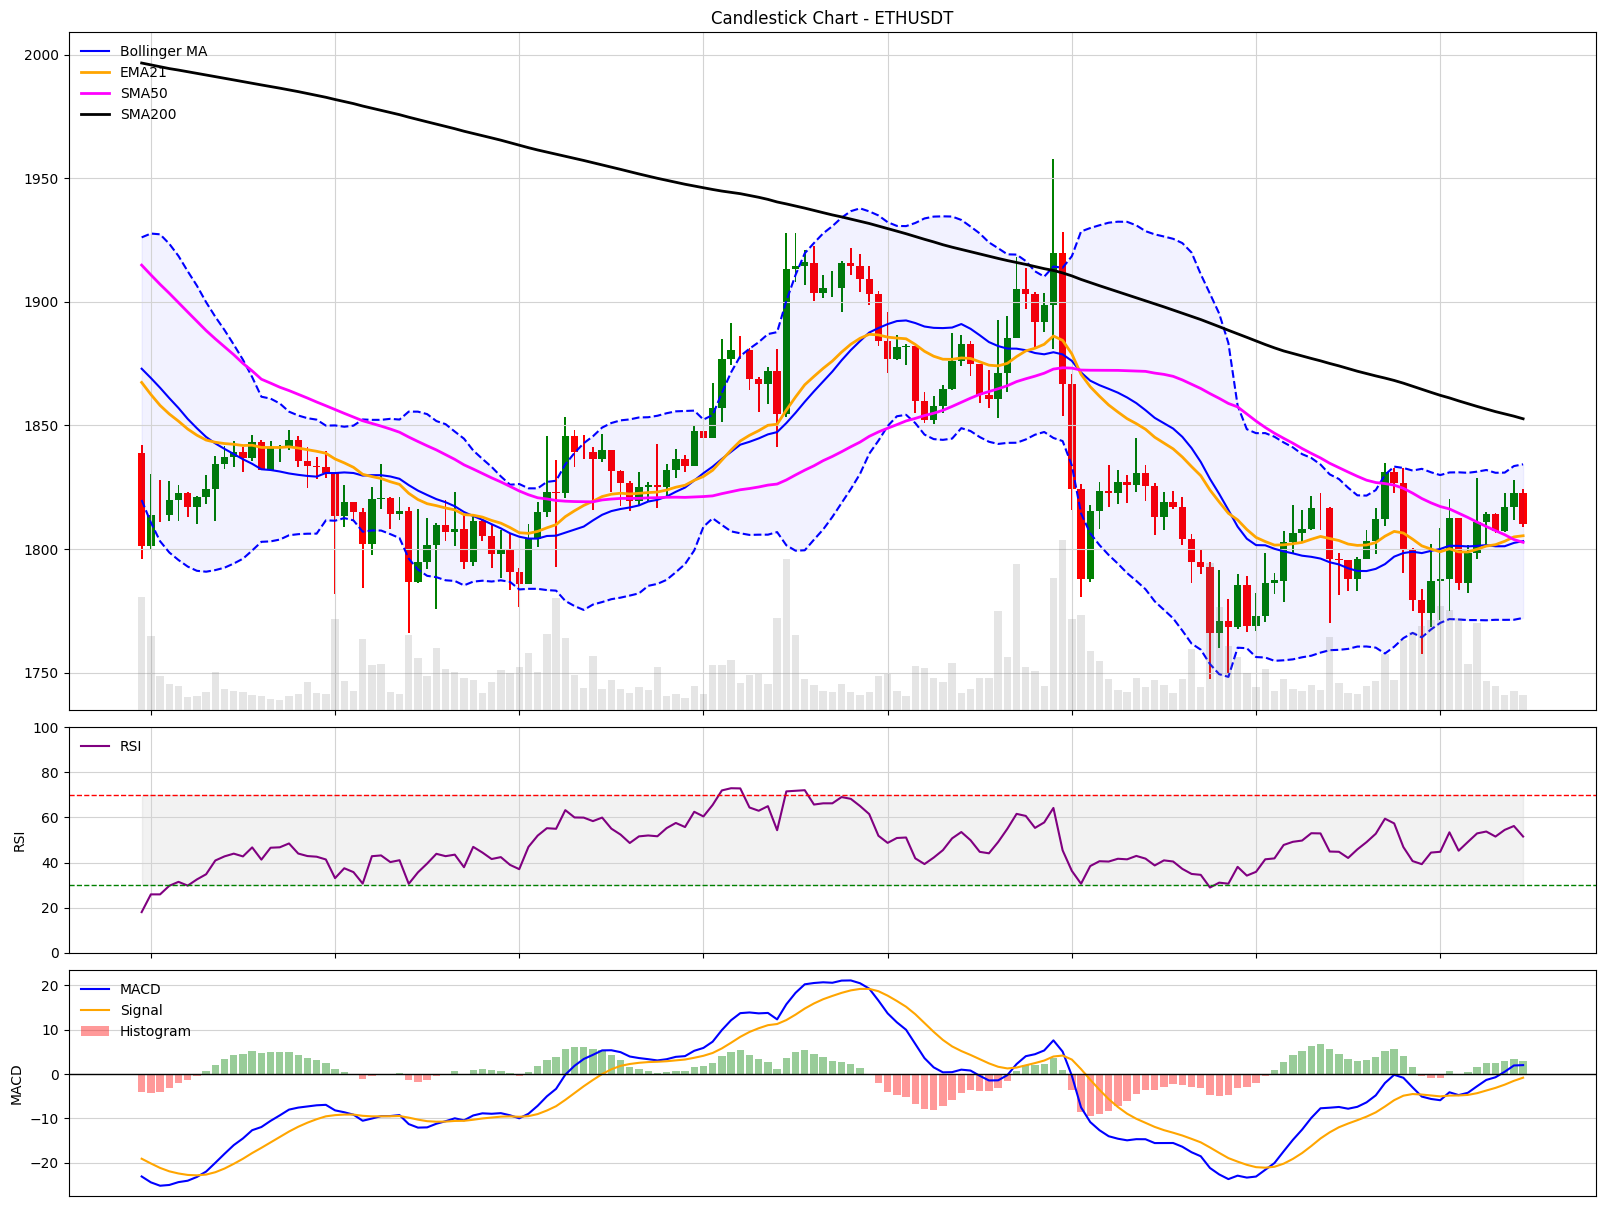 Candlestick Chart - ETHUSDT
Bollinger MA
EMA21
SMA50
SMA200
2000
1950
1900
1850
1800
1750
RSI
100
80
60
40
20
0
RSI
MACD
Signal
Histogram
20
10
0
−10
−20
MACD